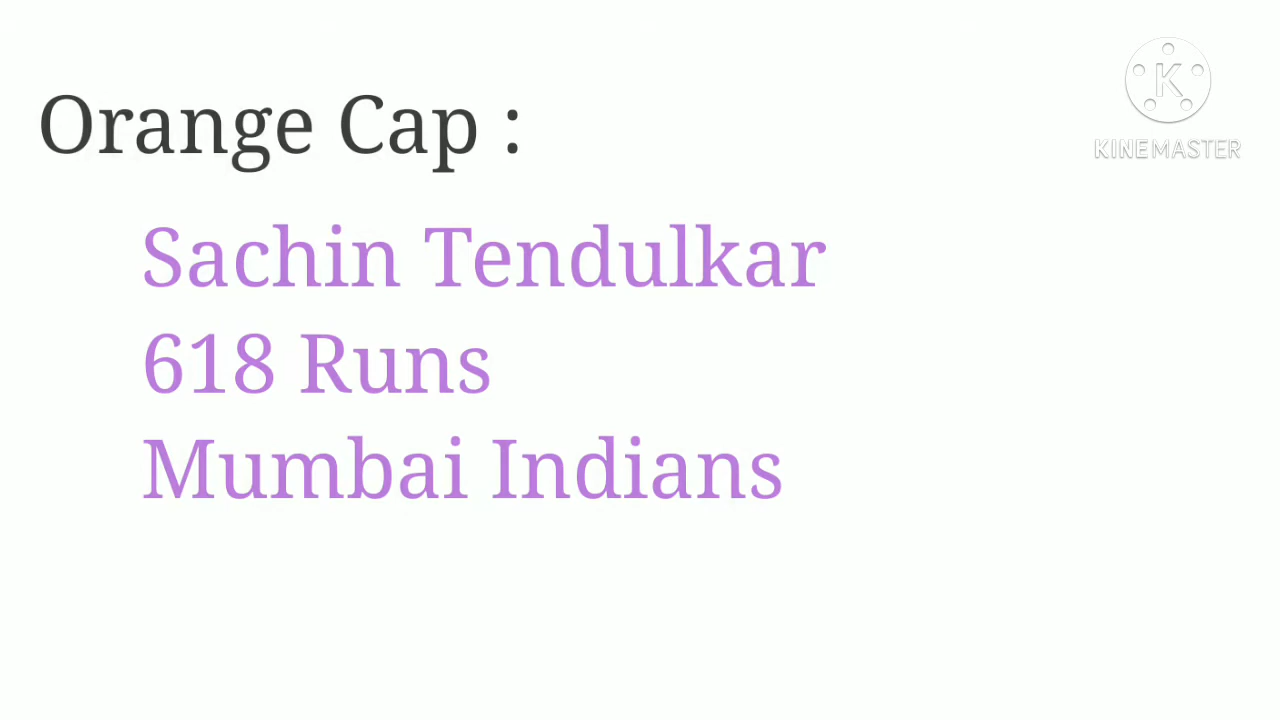 Orange Cap :
Sachin Tendulkar
618 Runs
Mumbai Indians
K
KINEMASTER